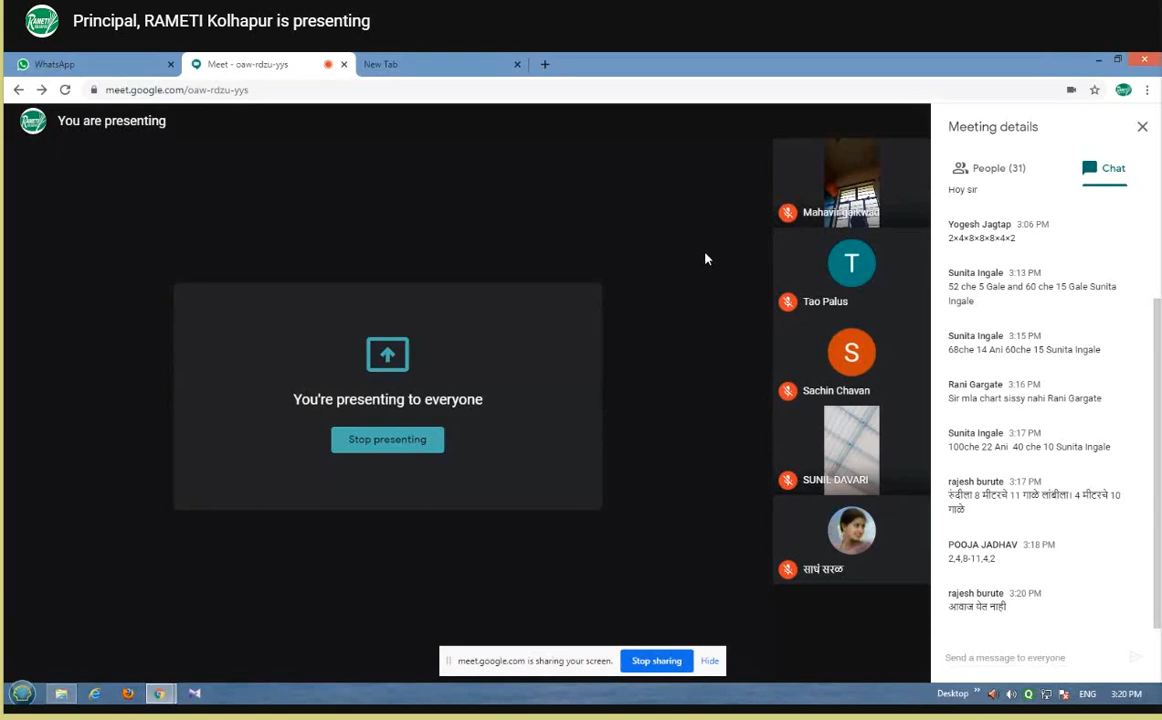 Principal, RAMETI Kolhapur is presenting
WhatsApp
Meet - oaw-rdzu-yys
New Tab
meet.google.com/oaw-rdzu-yys
You are presenting
Meeting details
People (31)
Chat
Hoy sir
Yogesh Jagtap 3:06 PM
2×4×8×8×8×4×2
Sunita Ingale 3:13 PM
52 che 5 Gale and 60 che 15 Gale Sunita
Ingale
Sunita Ingale 3:15 PM
68che 14 Ani 60che 15 Sunita Ingale
Rani Gargate 3:16 PM
Sir mla chart sissy nahi Rani Gargate
Sunita Ingale 3:17 PM
100che 22 Ani 40 che 10 Sunita Ingale
rajesh burute 3:17 PM
रुंदीला 8 मीटरचे 11 गाळे लांबीला। 4 मीटरचे 10
गाळे
POOJA JADHAV 3:18 PM
2,4,8-11,4,2
rajesh burute 3:20 PM
आवाज येत नाही
Send a message to everyone
Mahavir gaikwad
T
Tao Palus
S
Sachin Chavan
SUNIL DAVARI
साधं सरळ
You're presenting to everyone
Stop presenting
meet.google.com is sharing your screen.
Stop sharing
Hide
Desktop
ENG
3:20 PM